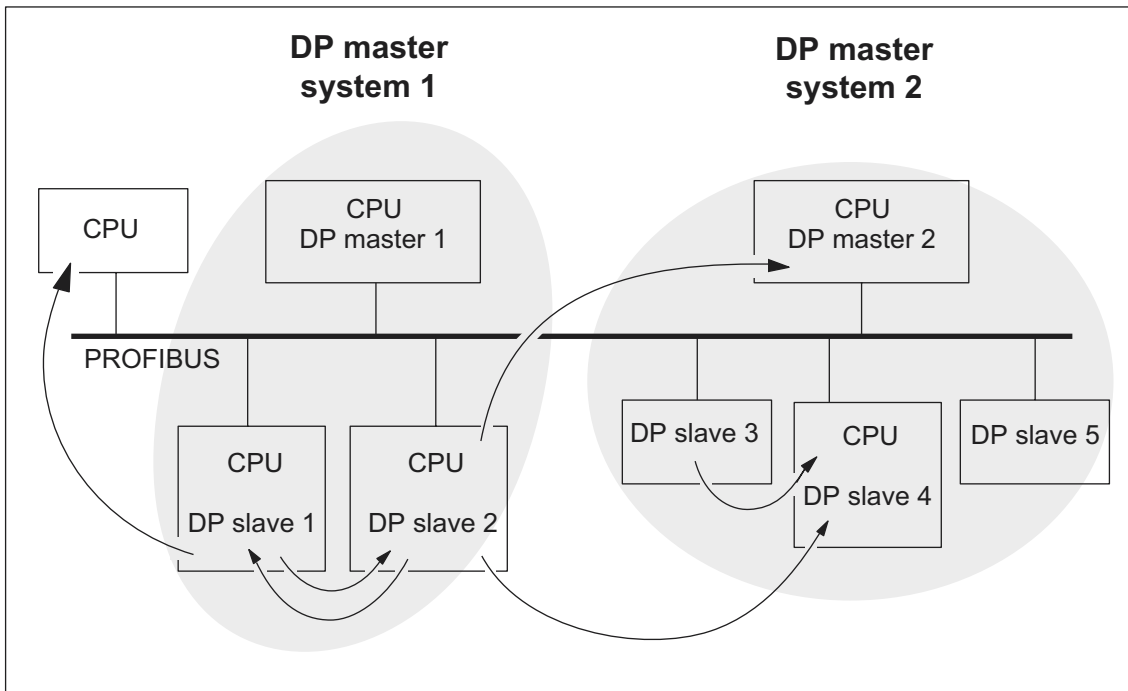 DP master
system 1
DP master
system 2
CPU
CPU
DP master 1
CPU
DP master 2
PROFIBUS
CPU
DP slave 1
CPU
DP slave 2
DP slave 3
CPU
DP slave 4
DP slave 5